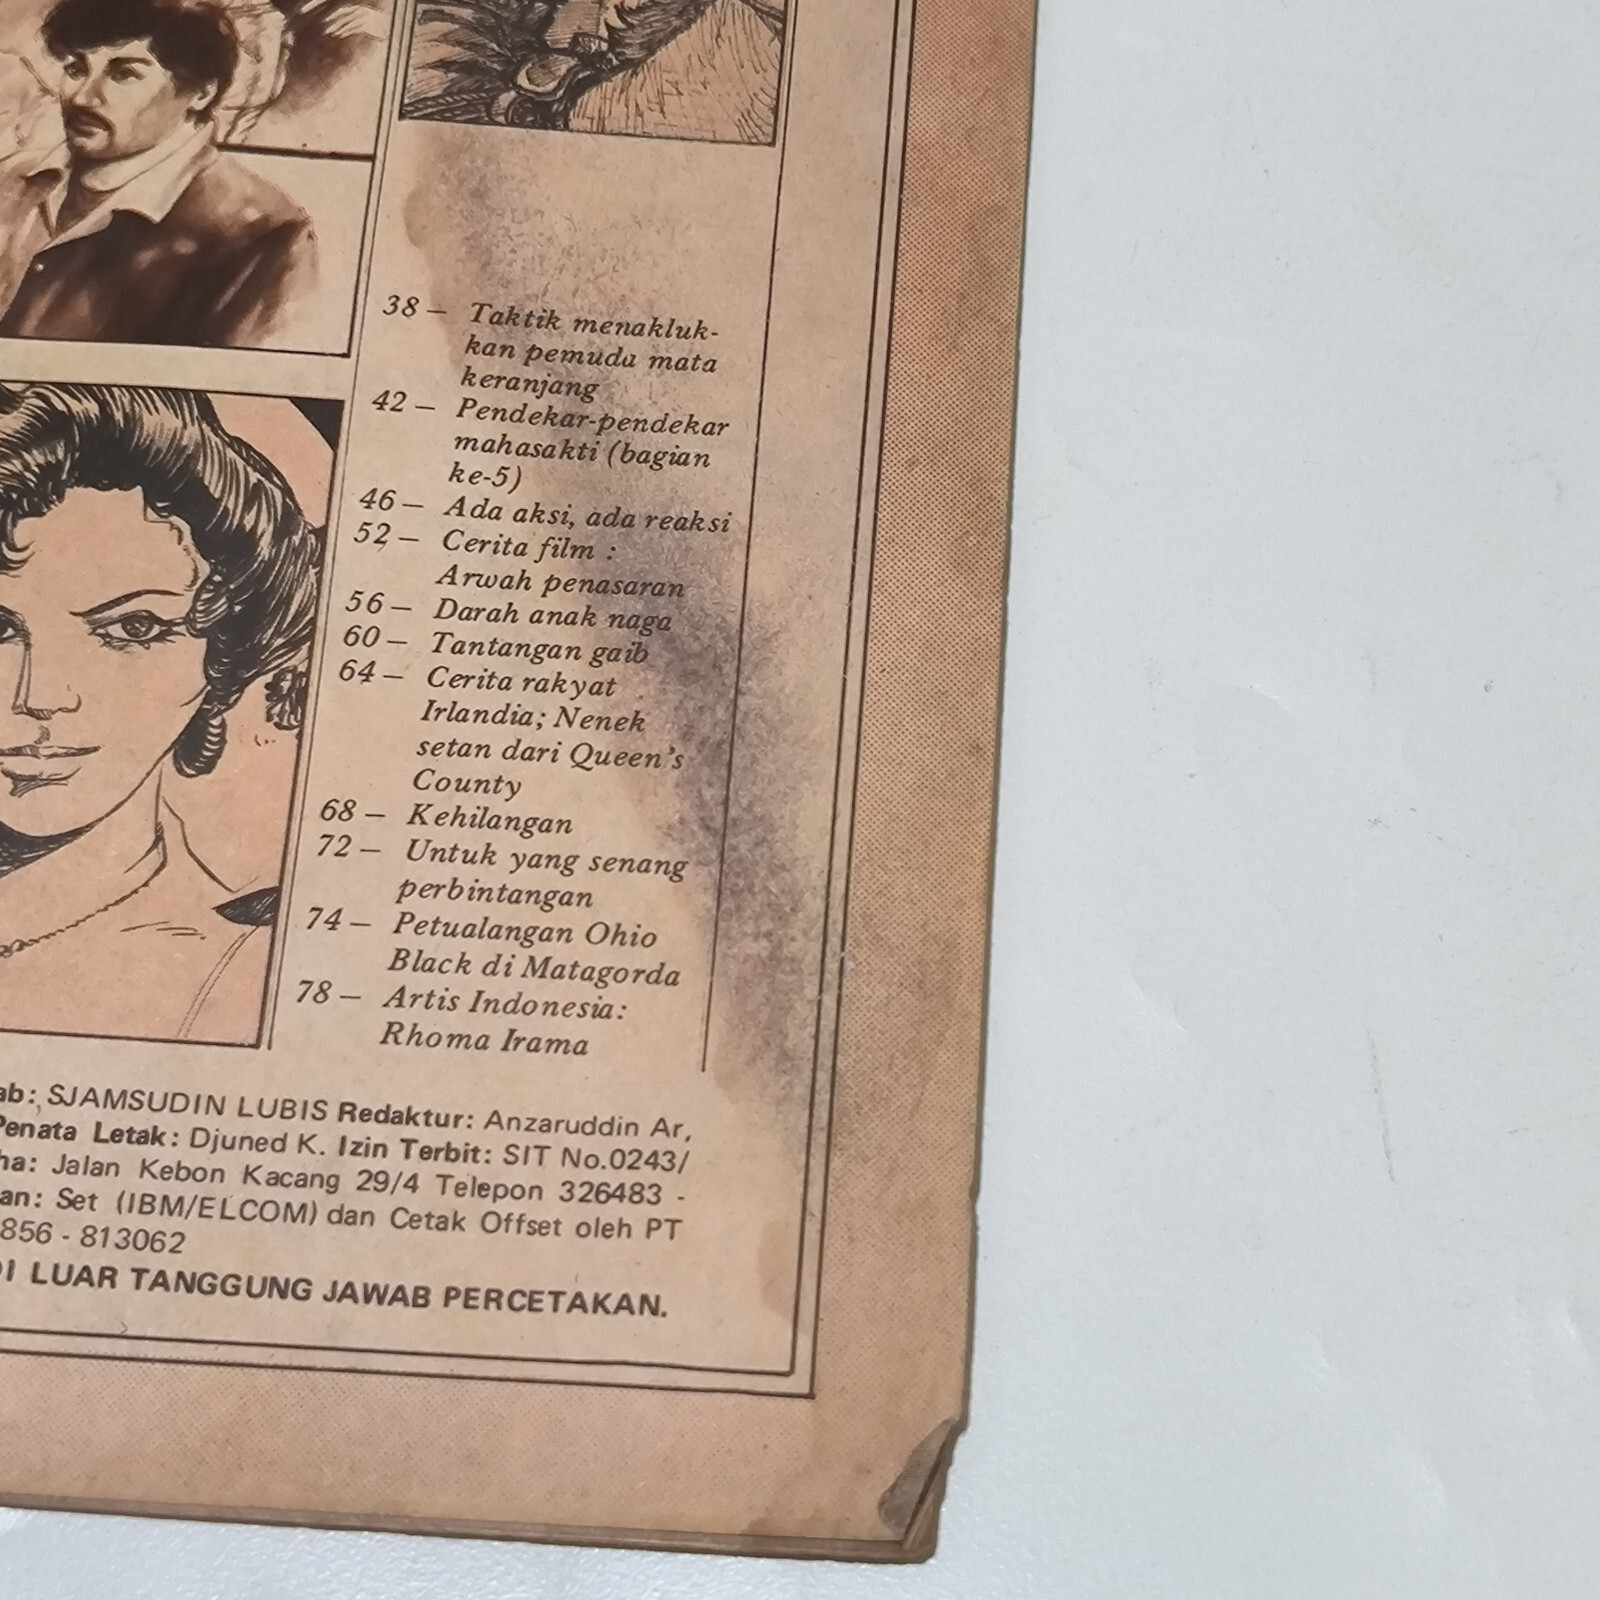 38 — Taktik menakluk-
kan pemuda mata
keranjang
42 — Pendekar-pendekar
mahasakti (bagian
ke-5)
46 — Ada aksi, ada reaksi
52 — Cerita film :
Arwah penasaran
56 — Darah anak naga
60 — Tantangan gaib
64 — Cerita rakyat
Irlandia; Nenek
setan dari Queen's
County
68 — Kehilangan
72 — Untuk yang senang
perbintangan
74 — Petualangan Ohio
Black di Matagorda
78 — Artis Indonesia:
Rhoma Irama
ab: SJAMSUDIN LUBIS Redaktur: Anzaruddin Ar,
Penata Letak: Djuned K. Izin Terbit: SIT No.0243/
ha: Jalan Kebon Kacang 29/4 Telepon 326483 -
an: Set (IBM/ELCOM) dan Cetak Offset oleh PT
856 - 813062
DI LUAR TANGGUNG JAWAB PERCETAKAN.